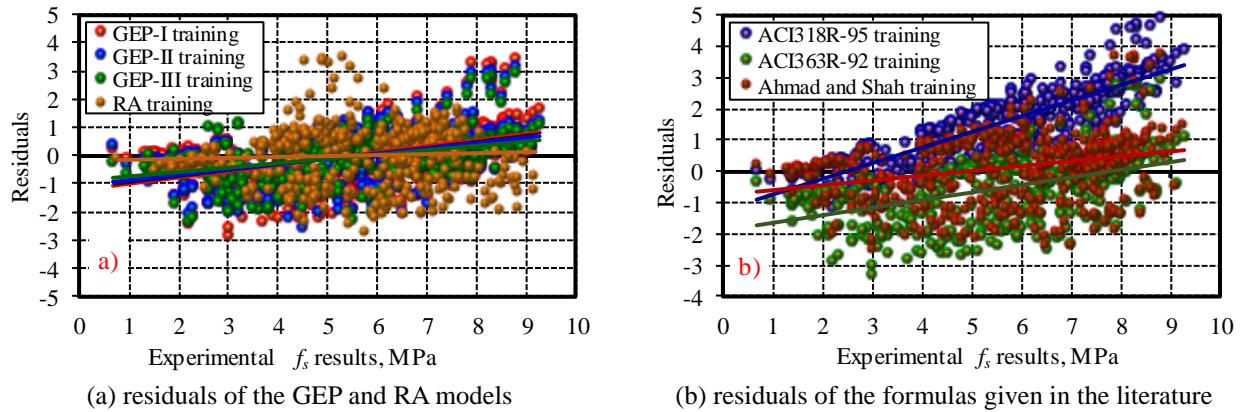 GEP-I training
GEP-II training
GEP-III training
RA training
5
4
3
2
1
0
-1
-2
-3
-4
-5
Residuals
a)
0 1 2 3 4 5 6 7 8 9 10
Experimental fs results, MPa
(a) residuals of the GEP and RA models
ACI318R-95 training
ACI363R-92 training
Ahmad and Shah training
5
4
3
2
1
0
-1
-2
-3
-4
Residuals
b)
0 1 2 3 4 5 6 7 8 9 10
Experimental fs results, MPa
(b) residuals of the formulas given in the literature